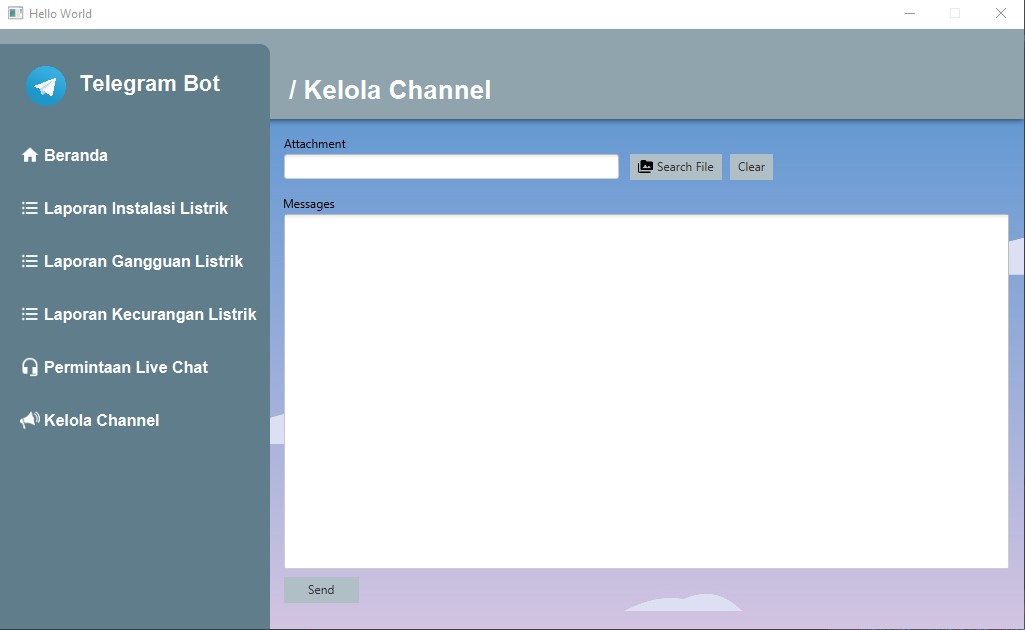 Hello World
Telegram Bot
Beranda
Laporan Instalasi Listrik
Laporan Gangguan Listrik
Laporan Kecurangan Listrik
Permintaan Live Chat
Kelola Channel
/ Kelola Channel
Attachment
Search File
Clear
Messages
Send